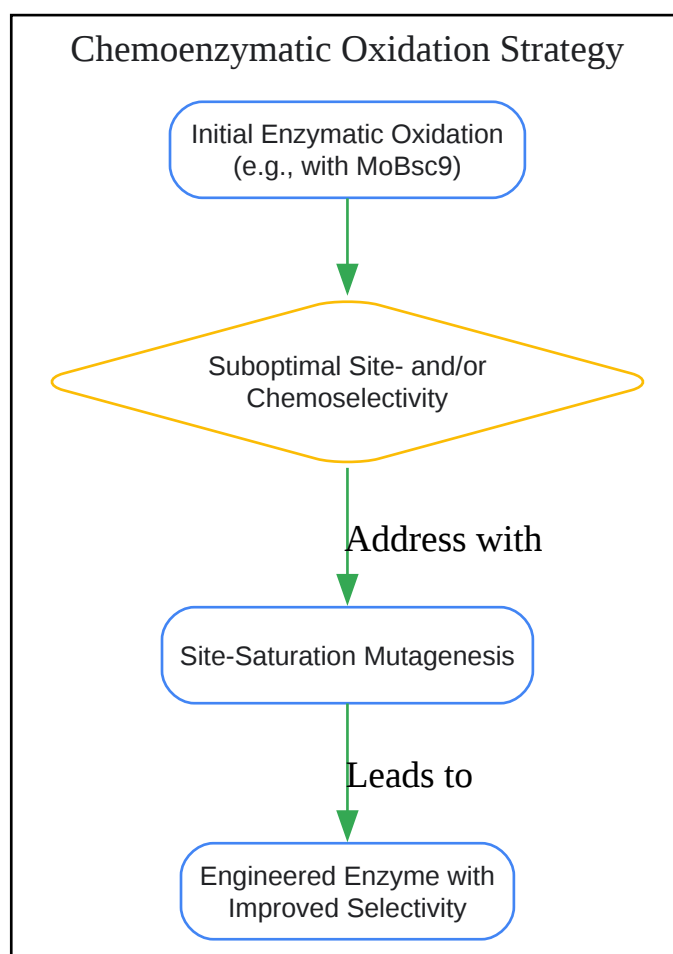 Chemoenzymatic Oxidation Strategy
Initial Enzymatic Oxidation
(e.g., with MoBsc9)
Suboptimal Site- and/or
Chemoselectivity
Address with
Site-Saturation Mutagenesis
Leads to
Engineered Enzyme with
Improved Selectivity